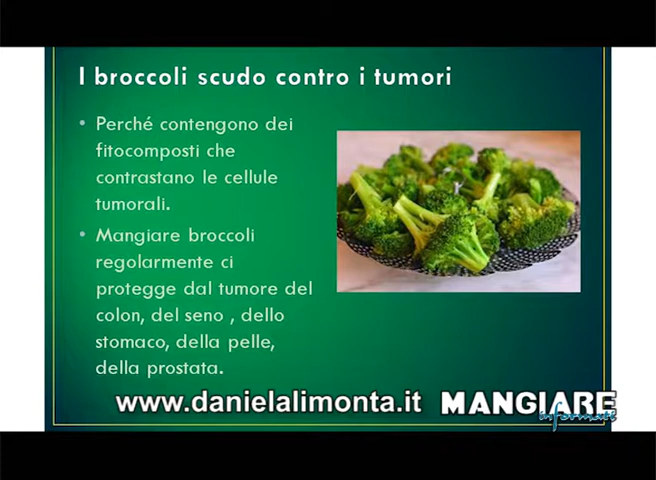 I broccoli scudo contro i tumori
• Perché contengono dei
fitocomposti che
contrastano le cellule
tumorali.
• Mangiare broccoli
regolarmente ci
protegge dal tumore del
colon, del seno , dello
stomaco, della pelle,
della prostata.
www.danielalimonta.it MANGIARE
informati